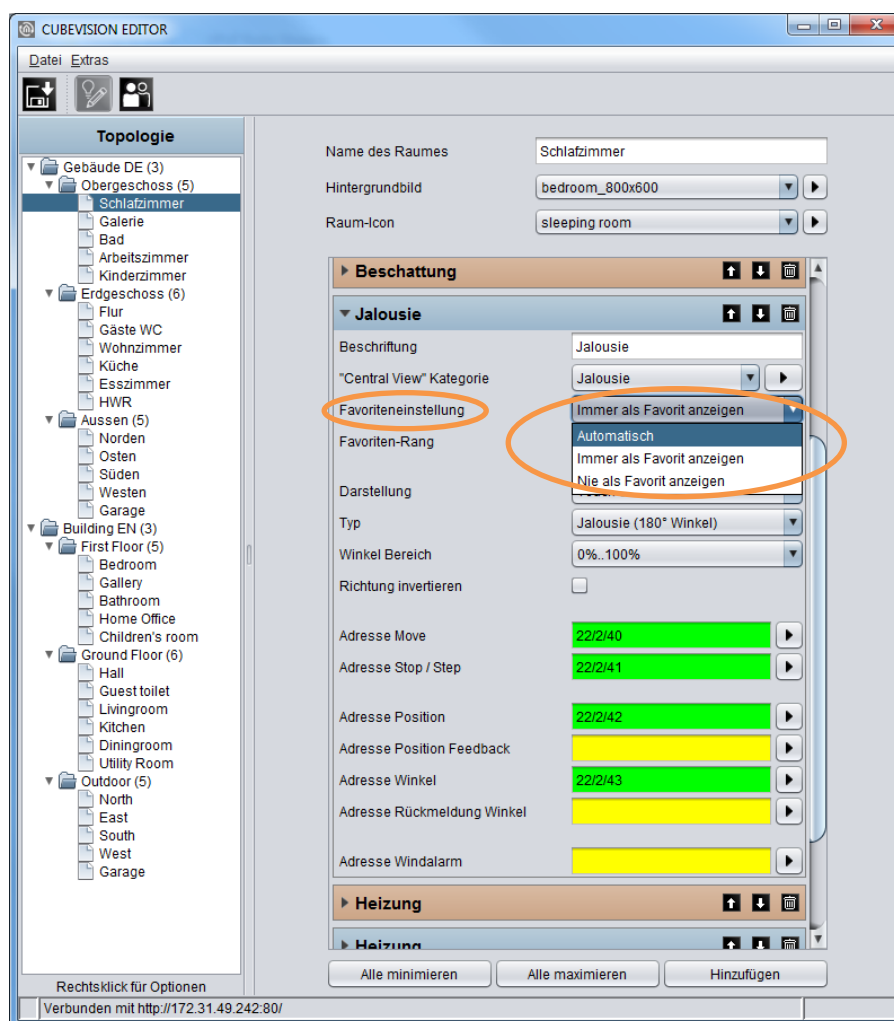 CUBEVISION EDITOR
Datei Extras
Topologie
Gebäude DE (3)
Obergeschoss (5)
Schlafzimmer
Galerie
Bad
Arbeitszimmer
Kinderzimmer
Erdgeschoss (6)
Flur
Gäste WC
Wohnzimmer
Küche
Esszimmer
HWR
Aussen (5)
Norden
Osten
Süden
Westen
Garage
Building EN (3)
First Floor (5)
Bedroom
Gallery
Bathroom
Home Office
Children's room
Ground Floor (6)
Hall
Guest toilet
Livingroom
Kitchen
Diningroom
Utility Room
Outdoor (5)
North
East
South
West
Garage
Rechtsklick für Optionen
Name des Raumes Schlafzimmer
Hintergrundbild bedroom_800x600
Raum-Icon sleeping room
Beschattung
Jalousie
Beschriftung Jalousie
"Central View" Kategorie Jalousie
Favoriteneinstellung Immer als Favorit anzeigen
Automatisch
Favoriten-Rang
Immer als Favorit anzeigen
Nie als Favorit anzeigen
Darstellung
Typ Jalousie (180° Winkel)
Winkel Bereich 0%..100%
Richtung invertieren
Adresse Move 22/2/40
Adresse Stop / Step 22/2/41
Adresse Position 22/2/42
Adresse Position Feedback
Adresse Winkel 22/2/43
Adresse Rückmeldung Winkel
Adresse Windalarm
Heizung
Heizung
Alle minimieren Alle maximieren Hinzufügen
Verbunden mit http://172.31.49.242:80/